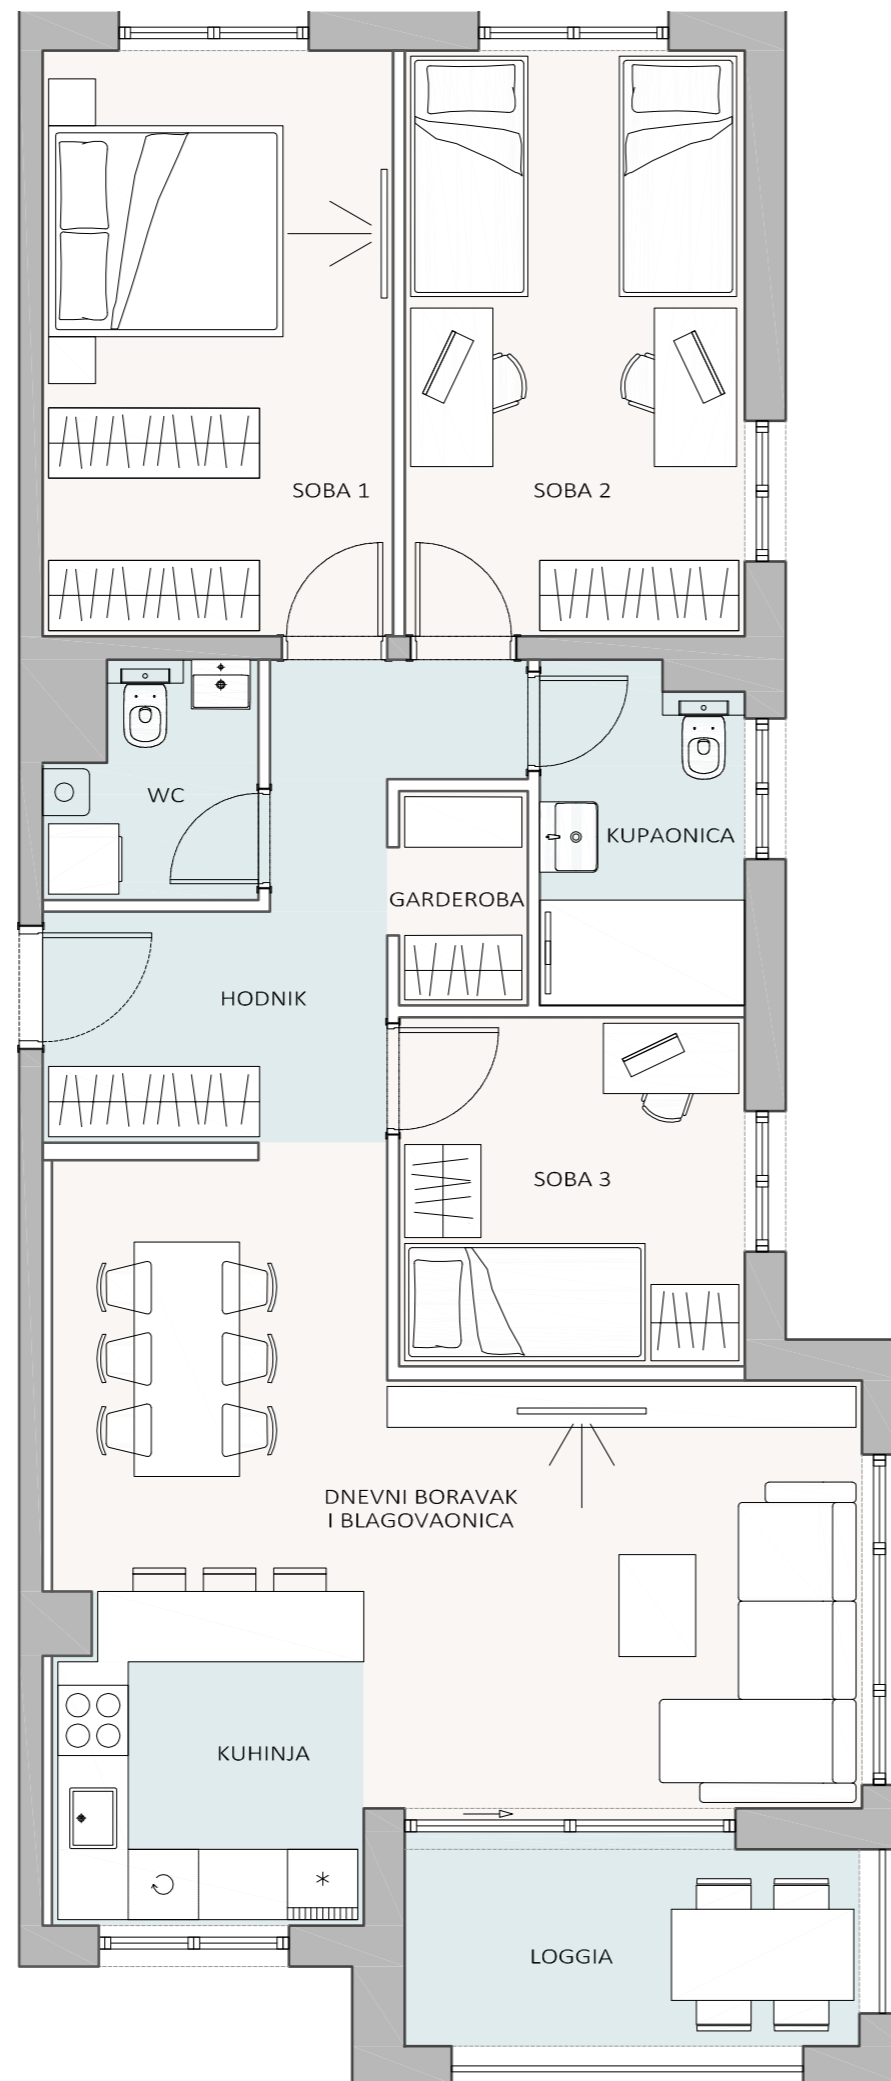 SOBA 1
SOBA 2
WC
KUPAONICA
GARDEROBA
HODNIK
SOBA 3
DNEVNI BORAVAK
I BLAGOVAONICA
KUHINJA
LOGGIA